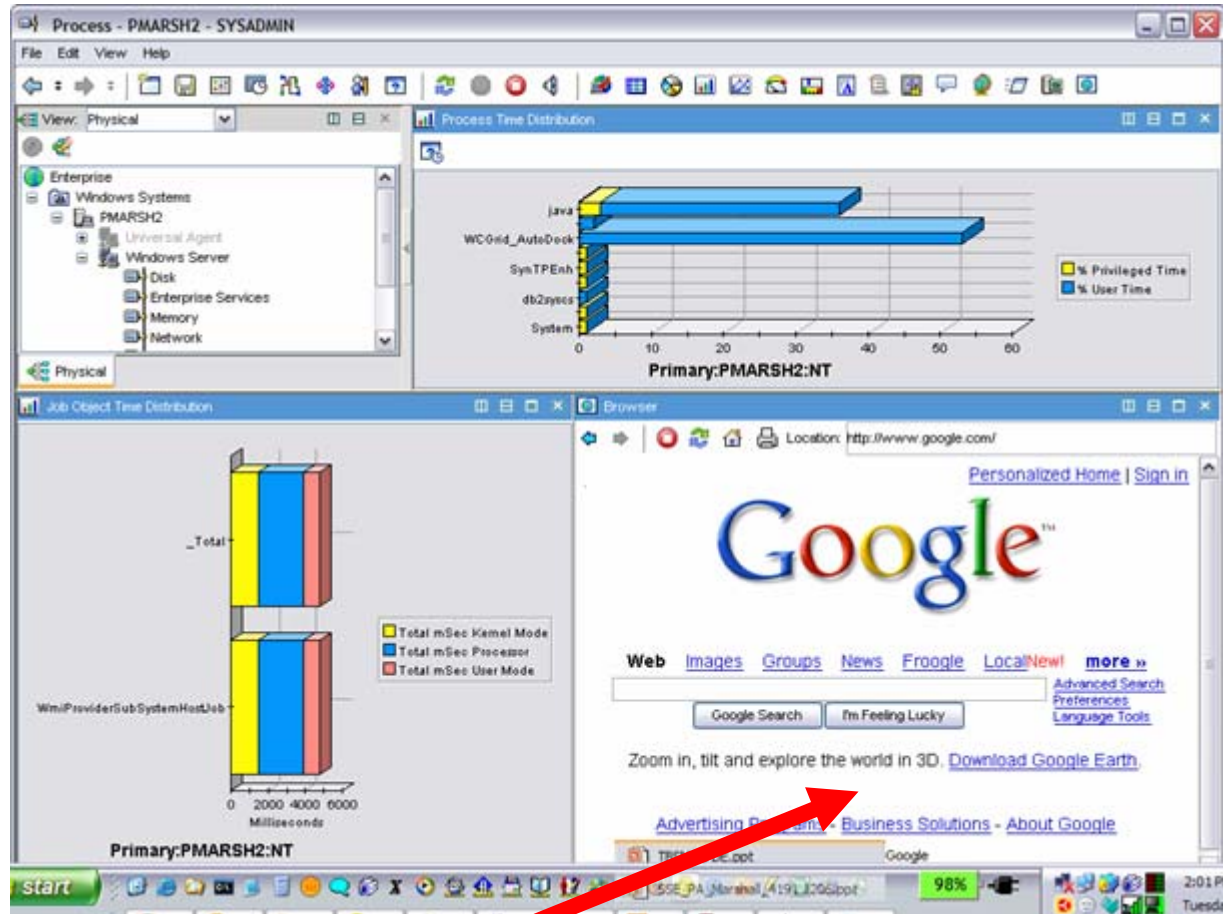 Process - PMARSH2 - SYSADMIN
File Edit View Help
View: Physical
Process Time Distribution
Enterprise
Windows Systems
PMARSH2
Universal Agent
Windows Server
Disk
Enterprise Services
Memory
Network
Physical
java
WCGrid_AutoDock
SynTPEnh
db2syscs
System
0 10 20 30 40 50 60
Primary:PMARSH2:NT
% Privileged Time
% User Time
Job Object Time Distribution
_Total
WmiProviderSubSystemHostJob
0 2000 4000 6000
Milliseconds
Primary:PMARSH2:NT
Total mSec Kernel Mode
Total mSec Processor
Total mSec User Mode
Browser
Location: http://www.google.com/
Personalized Home | Sign in
Google™
Web Images Groups News Froogle Local New! more »
Advanced Search
Preferences
Language Tools
Google Search I'm Feeling Lucky
Zoom in, tilt and explore the world in 3D. Download Google Earth.
Advertising - Business Solutions - About Google
Google
start
98%
2:01 P
Tuesda